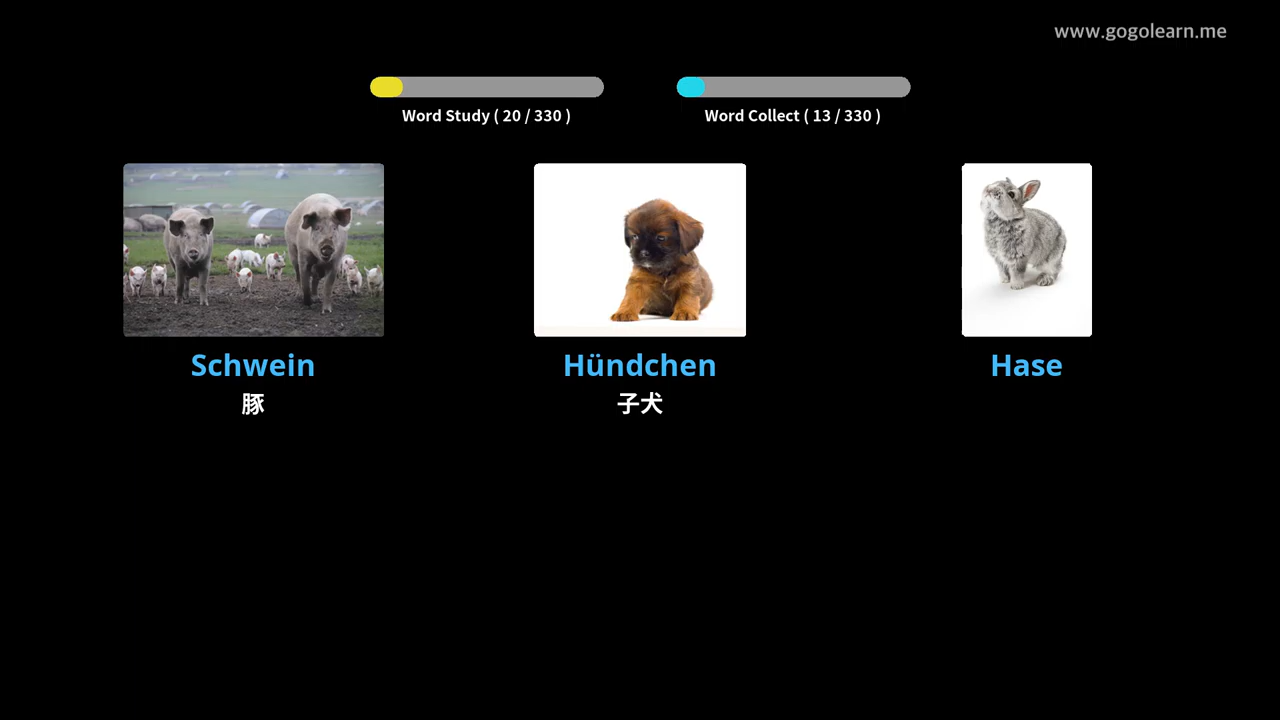 www.gogolearn.me
Word Study ( 20 / 330 )
Word Collect ( 13 / 330 )
Schwein
Hündchen
Hase
豚
子犬